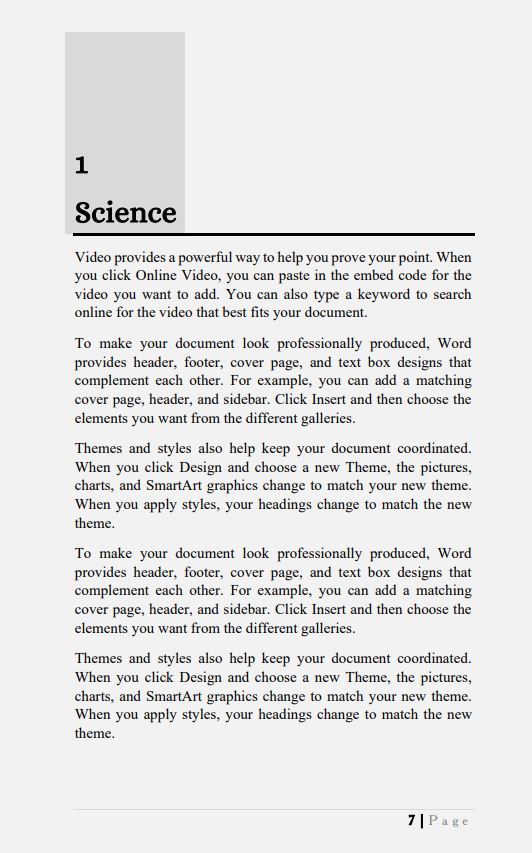 1
Science
Video provides a powerful way to help you prove your point. When
you click Online Video, you can paste in the embed code for the
video you want to add. You can also type a keyword to search
online for the video that best fits your document.
To make your document look professionally produced, Word
provides header, footer, cover page, and text box designs that
complement each other. For example, you can add a matching
cover page, header, and sidebar. Click Insert and then choose the
elements you want from the different galleries.
Themes and styles also help keep your document coordinated.
When you click Design and choose a new Theme, the pictures,
charts, and SmartArt graphics change to match your new theme.
When you apply styles, your headings change to match the new
theme.
To make your document look professionally produced, Word
provides header, footer, cover page, and text box designs that
complement each other. For example, you can add a matching
cover page, header, and sidebar. Click Insert and then choose the
elements you want from the different galleries.
Themes and styles also help keep your document coordinated.
When you click Design and choose a new Theme, the pictures,
charts, and SmartArt graphics change to match your new theme.
When you apply styles, your headings change to match the new
theme.
7 | Page